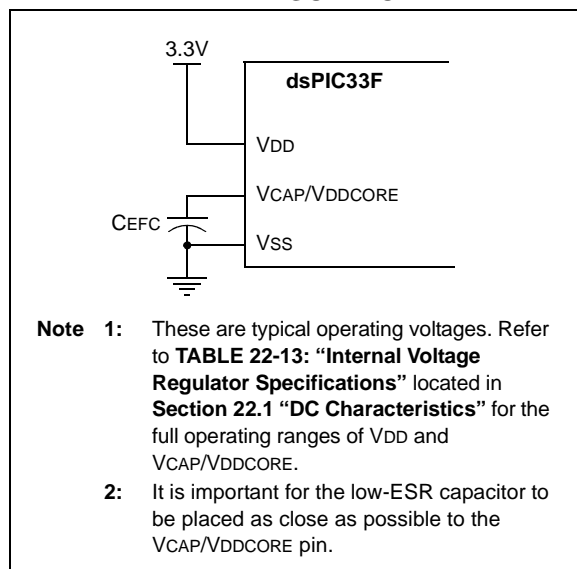 3.3V
dsPIC33F
VDD
VCAP/VDDCORE
CEFC
VSS
Note 1: These are typical operating voltages. Refer
to TABLE 22-13: “Internal Voltage
Regulator Specifications” located in
Section 22.1 “DC Characteristics” for the
full operating ranges of VDD and
VCAP/VDDCORE.
2: It is important for the low-ESR capacitor to
be placed as close as possible to the
VCAP/VDDCORE pin.